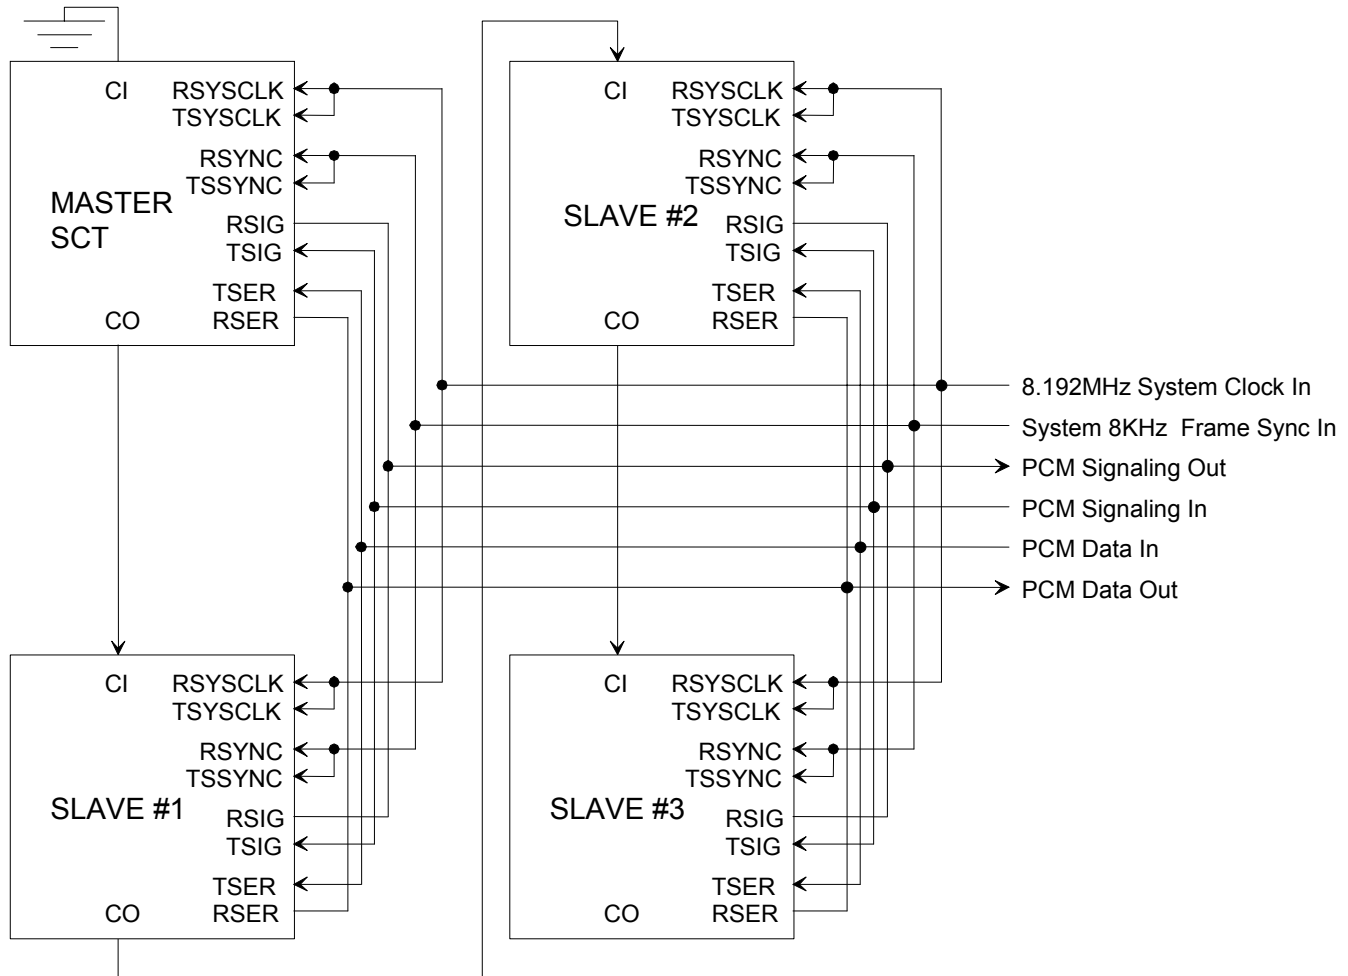 CI RSYSCLK
TSYSCLK
RSYNC
TSSYNC
MASTER
SCT
RSIG
TSIG
TSER
CO RSER
CI RSYSCLK
TSYSCLK
RSYNC
TSSYNC
SLAVE #2
RSIG
TSIG
TSER
CO RSER
8.192MHz System Clock In
System 8KHz Frame Sync In
PCM Signaling Out
PCM Signaling In
PCM Data In
PCM Data Out
CI RSYSCLK
TSYSCLK
RSYNC
TSSYNC
SLAVE #1
RSIG
TSIG
TSER
CO RSER
CI RSYSCLK
TSYSCLK
RSYNC
TSSYNC
SLAVE #3
RSIG
TSIG
TSER
CO RSER